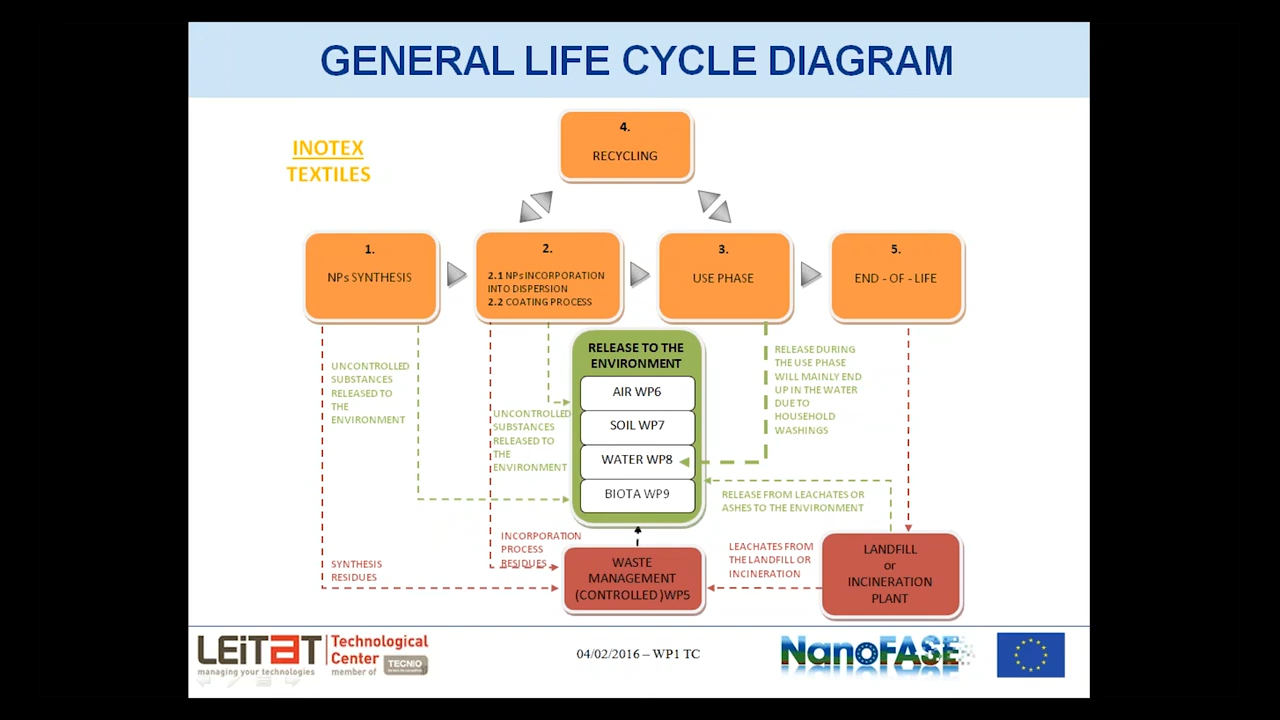 GENERAL LIFE CYCLE DIAGRAM
INOTEX
TEXTILES
4.
RECYCLING
1.
NPs SYNTHESIS
2.
2.1 NPs INCORPORATION
INTO DISPERSION
2.2 COATING PROCESS
3.
USE PHASE
5.
END - OF - LIFE
UNCONTROLLED
SUBSTANCES
RELEASED TO
THE
ENVIRONMENT
UNCONTROLLED
SUBSTANCES
RELEASED TO
THE
ENVIRONMENT
RELEASE TO THE
ENVIRONMENT
AIR WP6
SOIL WP7
WATER WP8
BIOTA WP9
RELEASE DURING
THE USE PHASE
WILL MAINLY END
UP IN THE WATER
DUE TO
HOUSEHOLD
WASHINGS
RELEASE FROM LEACHATES OR
ASHES TO THE ENVIRONMENT
SYNTHESIS
RESIDUES
INCORPORATION
PROCESS
RESIDUES
WASTE
MANAGEMENT
(CONTROLLED )WP5
LEACHATES FROM
THE LANDFILL OR
INCINERATION
LANDFILL
or
INCINERATION
PLANT
LEITAT
managing your technologies
Technological
Center
member of
TECNIO
04/02/2016 – WP1 TC
NanoFASE